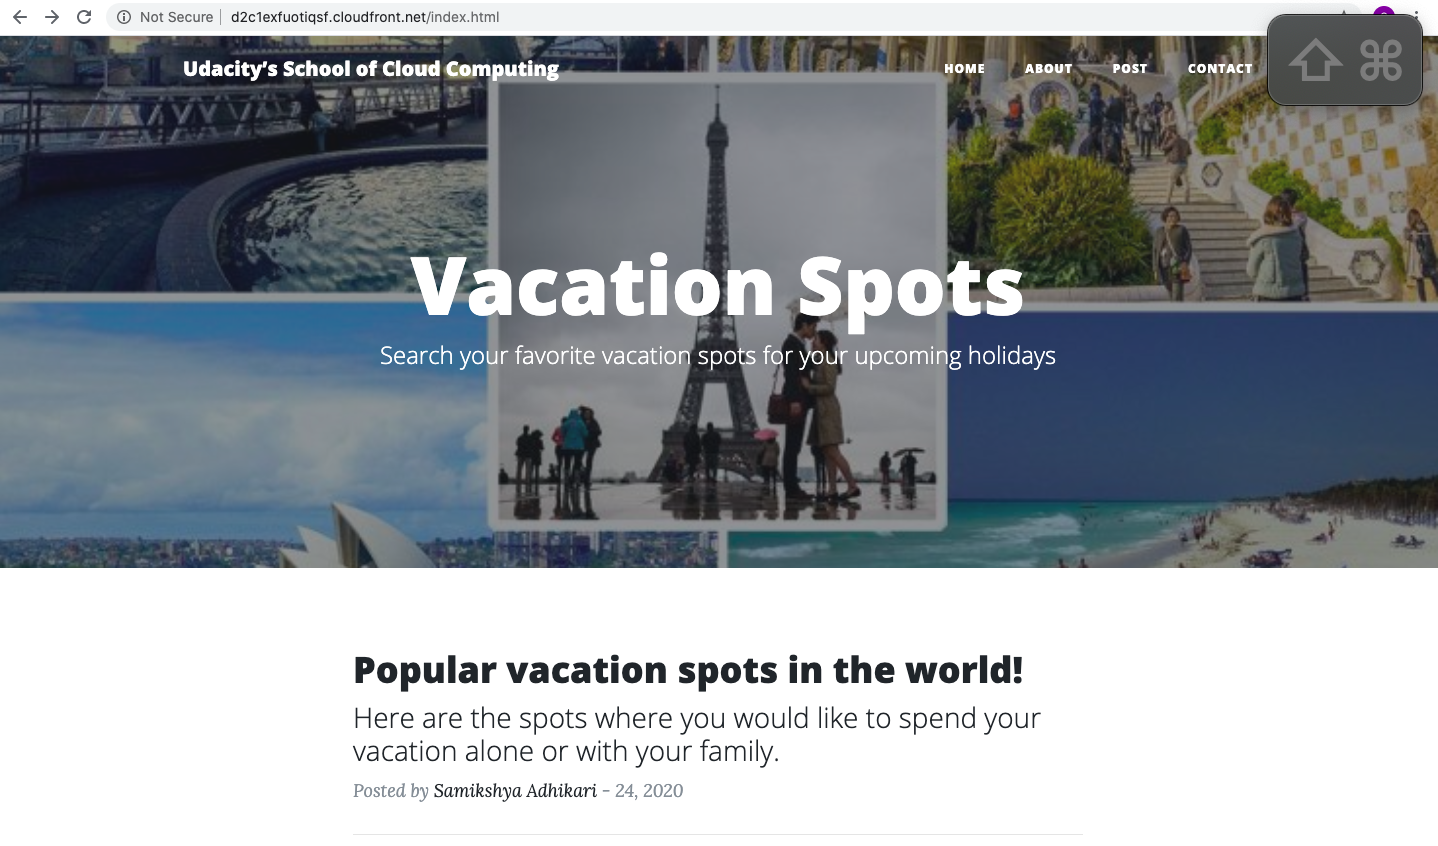 Not Secure d2c1exfuotiqsf.cloudfront.net/index.html
Udacity’s School of Cloud Computing HOME ABOUT POST CONTACT
Vacation Spots
Search your favorite vacation spots for your upcoming holidays
Popular vacation spots in the world!
Here are the spots where you would like to spend your
vacation alone or with your family.
Posted by Samikshya Adhikari - 24, 2020